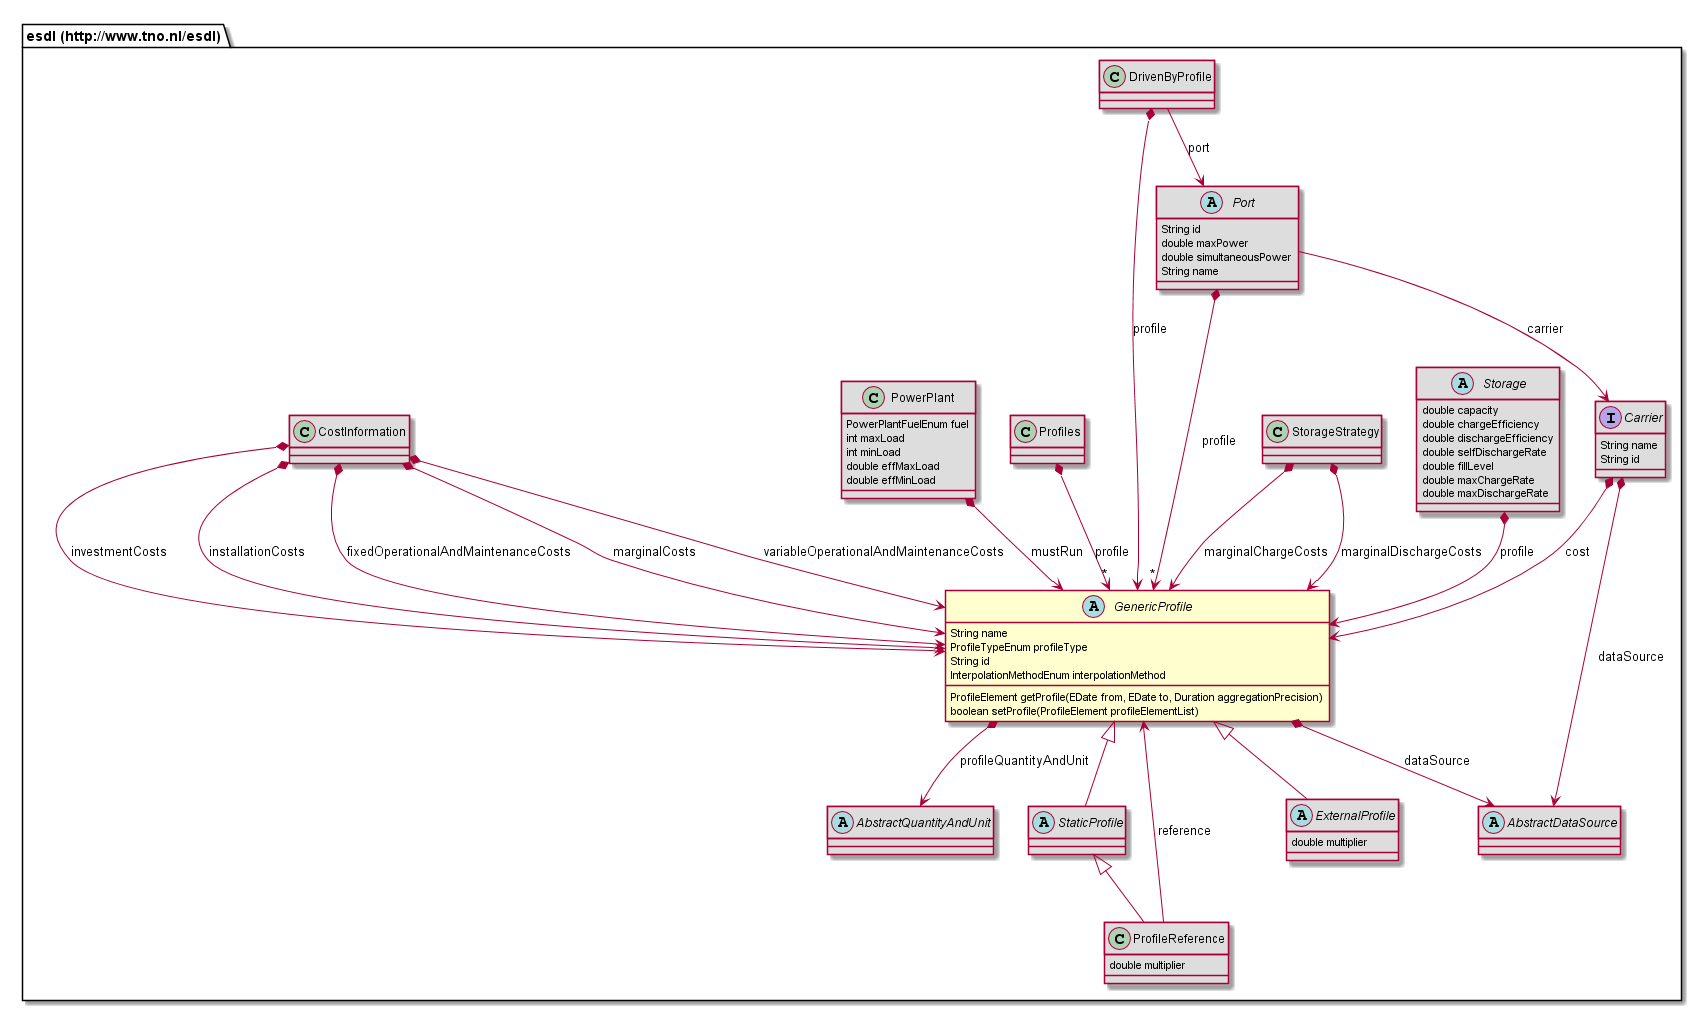 esdl (http://www.tno.nl/esdl)
C DrivenByProfile
port
A Port
String id
double maxPower
double simultaneousPower
String name
profile
carrier
A Storage
double capacity
double chargeEfficiency
double dischargeEfficiency
double selfDischargeRate
double fillLevel
double maxChargeRate
double maxDischargeRate
C PowerPlant
PowerPlantFuelEnum fuel
int maxLoad
int minLoad
double effMaxLoad
double effMinLoad
I Carrier
String name
String id
C CostInformation
C Profiles
C StorageStrategy
profile
investmentCosts
installationCosts
fixedOperationalAndMaintenanceCosts
marginalCosts
variableOperationalAndMaintenanceCosts
mustRun
profile
marginalChargeCosts
marginalDischargeCosts
profile
cost
*
*
A GenericProfile
String name
ProfileTypeEnum profileType
String id
InterpolationMethodEnum interpolationMethod
ProfileElement getProfile(EDate from, EDate to, Duration aggregationPrecision)
boolean setProfile(ProfileElement profileElementList)
dataSource
profileQuantityAndUnit
dataSource
A AbstractQuantityAndUnit
A StaticProfile
reference
A ExternalProfile
double multiplier
A AbstractDataSource
C ProfileReference
double multiplier